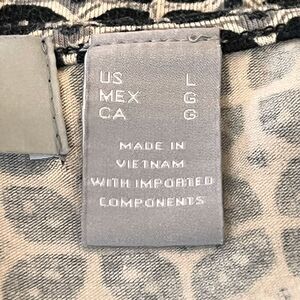 US L
MEX G
CA G
MADE IN
VIETNAM
WITH IMPORTED
COMPONENTS